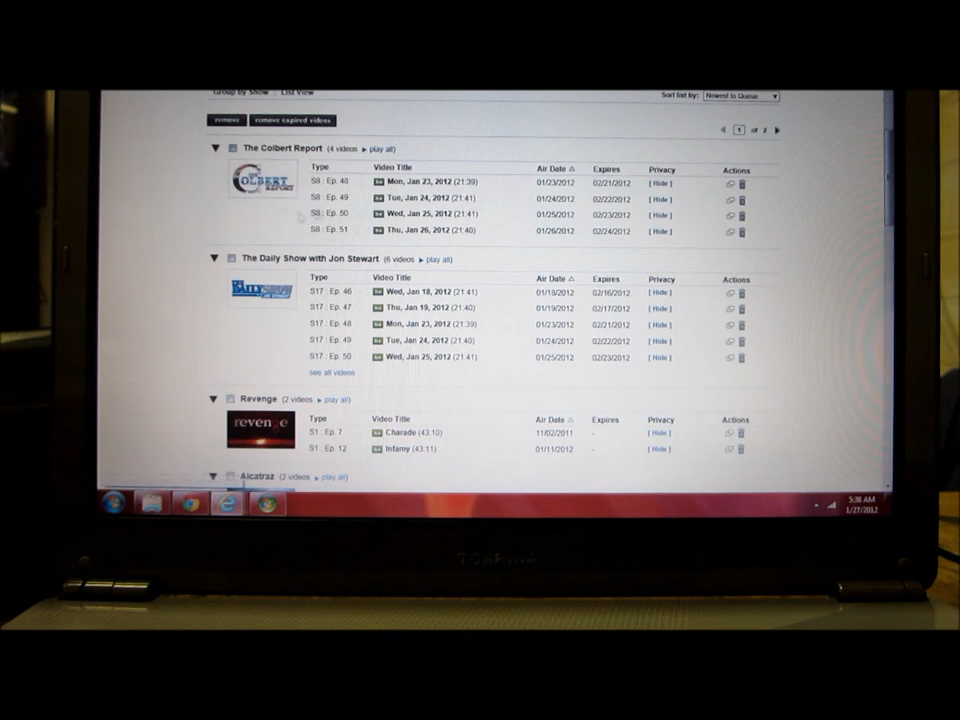 Group by Show List View Sort list by: Newest to Queue
remove remove expired videos 1 of 2
The Colbert Report (4 videos play all)
COLBERT REPORT
Type Video Title Air Date Expires Privacy Actions
S8 : Ep. 48 Mon, Jan 23, 2012 (21:39) 01/23/2012 02/21/2012 [ Hide ]
S8 : Ep. 49 Tue, Jan 24, 2012 (21:41) 01/24/2012 02/22/2012 [ Hide ]
S8 : Ep. 50 Wed, Jan 25, 2012 (21:41) 01/25/2012 02/23/2012 [ Hide ]
S8 : Ep. 51 Thu, Jan 26, 2012 (21:40) 01/26/2012 02/24/2012 [ Hide ]
The Daily Show with Jon Stewart (6 videos play all)
DAILY SHOW
Type Video Title Air Date Expires Privacy Actions
S17 : Ep. 46 Wed, Jan 18, 2012 (21:41) 01/18/2012 02/16/2012 [ Hide ]
S17 : Ep. 47 Thu, Jan 19, 2012 (21:40) 01/19/2012 02/17/2012 [ Hide ]
S17 : Ep. 48 Mon, Jan 23, 2012 (21:39) 01/23/2012 02/21/2012 [ Hide ]
S17 : Ep. 49 Tue, Jan 24, 2012 (21:40) 01/24/2012 02/22/2012 [ Hide ]
S17 : Ep. 50 Wed, Jan 25, 2012 (21:41) 01/25/2012 02/23/2012 [ Hide ]
see all videos
Revenge (2 videos play all)
revenge
Type Video Title Air Date Expires Privacy Actions
S1 : Ep. 7 Charade (43:10) 11/02/2011 - [ Hide ]
S1 : Ep. 12 Infamy (43:11) 01/11/2012 - [ Hide ]
Alcatraz (2 videos play all)
5:38 AM
1/27/2012
TOSHIBA